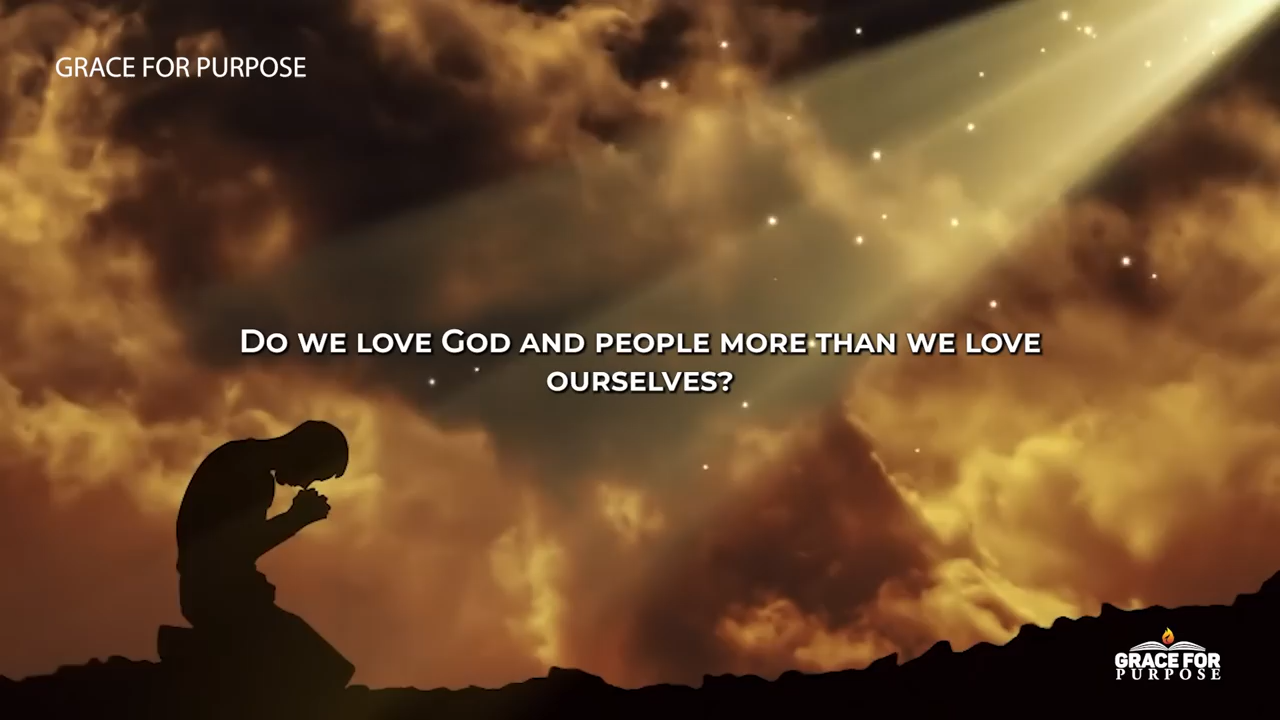 GRACE FOR PURPOSE
Do we love God and people more than we love
ourselves?
GRACE FOR
PURPOSE